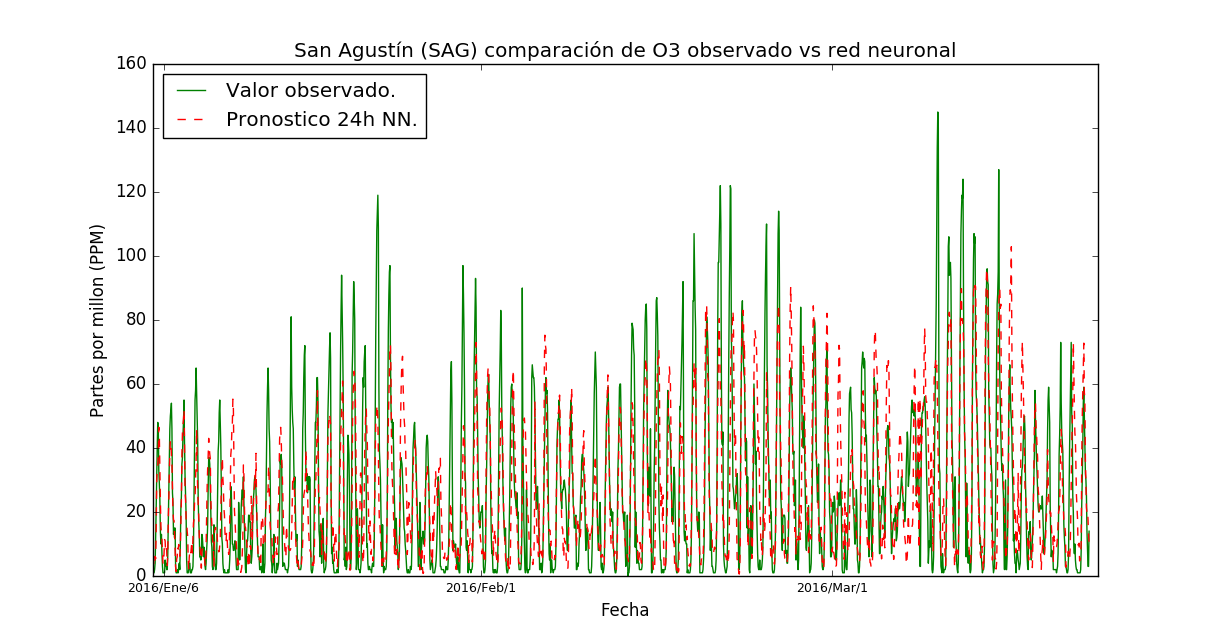 San Agustín (SAG) comparación de O3 observado vs red neuronal
Valor observado.
Pronostico 24h NN.
Partes por millon (PPM)
160
140
120
100
80
60
40
20
0
2016/Ene/6
2016/Feb/1
2016/Mar/1
Fecha